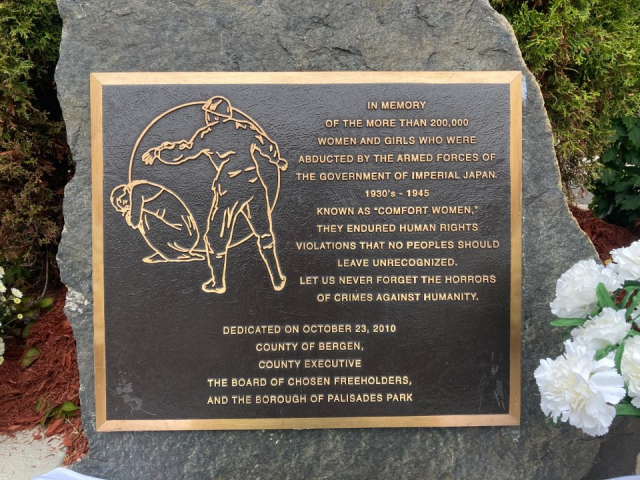 IN MEMORY
OF THE MORE THAN 200,000
WOMEN AND GIRLS WHO WERE
ABDUCTED BY THE ARMED FORCES OF
THE GOVERNMENT OF IMPERIAL JAPAN.
1930's - 1945
KNOWN AS "COMFORT WOMEN,"
THEY ENDURED HUMAN RIGHTS
VIOLATIONS THAT NO PEOPLES SHOULD
LEAVE UNRECOGNIZED.
LET US NEVER FORGET THE HORRORS
OF CRIMES AGAINST HUMANITY.
DEDICATED ON OCTOBER 23, 2010
COUNTY OF BERGEN,
COUNTY EXECUTIVE
THE BOARD OF CHOSEN FREEHOLDERS,
AND THE BOROUGH OF PALISADES PARK